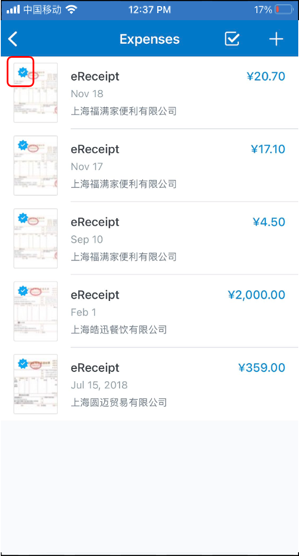 中国移动 12:37 PM 17%
Expenses
eReceipt ¥20.70
Nov 18
上海福满家便利有限公司
eReceipt ¥17.10
Nov 17
上海福满家便利有限公司
eReceipt ¥4.50
Sep 10
上海福满家便利有限公司
eReceipt ¥2,000.00
Feb 1
上海皓迅餐饮有限公司
eReceipt ¥359.00
Jul 15, 2018
上海圆迈贸易有限公司